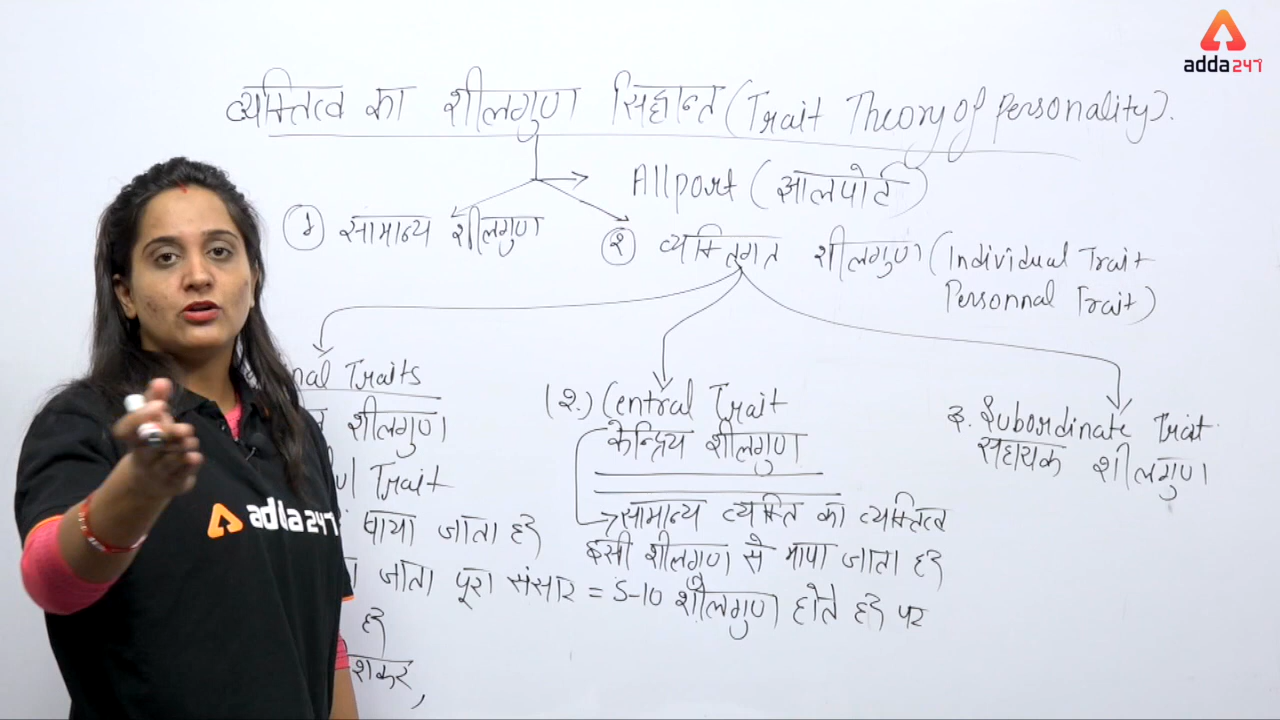 adda247
व्यक्तित्व का शीलगुण सिद्धान्त (Trait Theory of Personality).
Allport (आलपोर्ट)
① सामान्य शीलगुण
② व्यक्तिगत शीलगुण (Individual Trait
Personnal Trait)
nal Traits
शीलगुण
Trait
पाया जाता है
जाता पूरा संसार
है
(2.) Central Trait
केन्द्रिय शीलगुण
→ सामान्य व्यक्ति का व्यक्तित्व
इसी शीलगुण से मापा जाता है
= 5-10 शीलगुण होते है पर
3. Subordinate Trait
सहायक शीलगुण
adda247